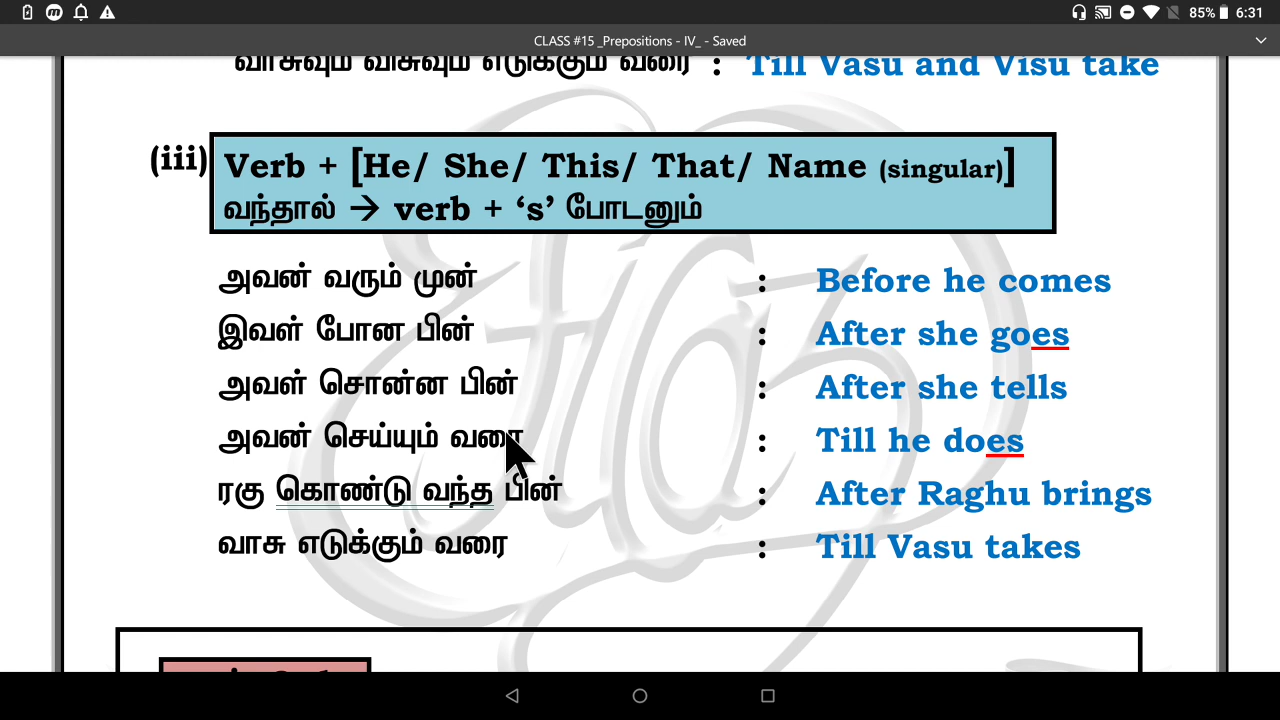 85% 6:31
CLASS #15 _Prepositions - IV_ - Saved
வாசுவும் விசுவும் எடுக்கும் வரை : Till Vasu and Visu take
(iii) Verb + [He/ She/ This/ That/ Name (singular)]
வந்தால் → verb + ‘s’ போடனும்
அவன் வரும் முன் : Before he comes
இவள் போன பின் : After she goes
அவள் சொன்ன பின் : After she tells
அவன் செய்யும் வரை : Till he does
ரகு கொண்டு வந்த பின் : After Raghu brings
வாசு எடுக்கும் வரை : Till Vasu takes